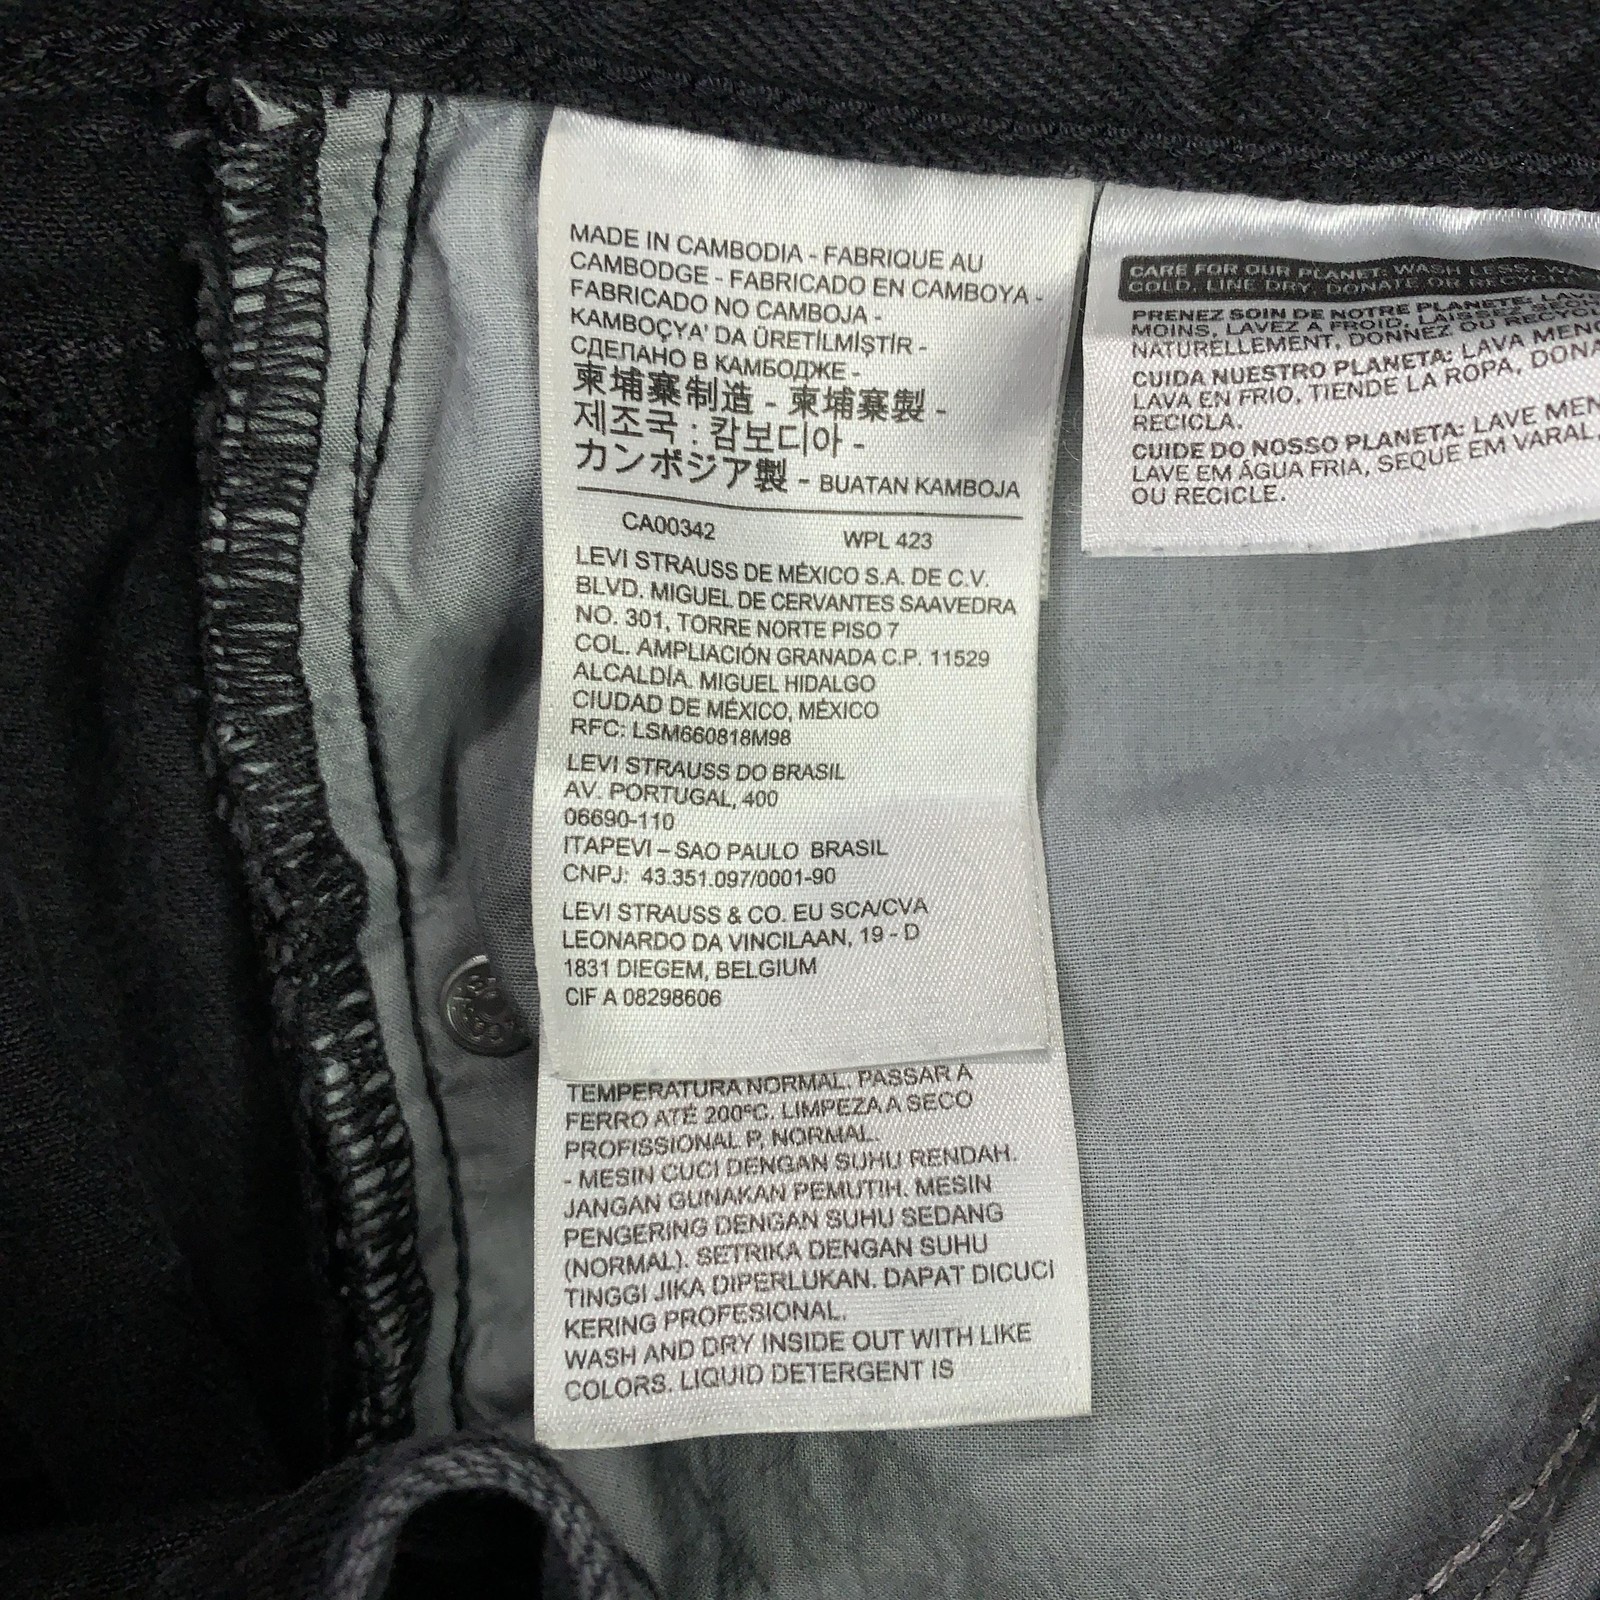 MADE IN CAMBODIA - FABRIQUE AU
CAMBODGE - FABRICADO EN CAMBOYA -
FABRICADO NO CAMBOJA -
KAMBOÇYA' DA ÜRETİLMİŞTİR -
СДЕЛАНО В КАМБОДЖЕ -
柬埔寨制造 - 柬埔寨製 -
제조국 : 캄보디아 -
カンボジア製 - BUATAN KAMBOJA
CA00342 WPL 423
LEVI STRAUSS DE MÉXICO S.A. DE C.V.
BLVD. MIGUEL DE CERVANTES SAAVEDRA
NO. 301, TORRE NORTE PISO 7
COL. AMPLIACIÓN GRANADA C.P. 11529
ALCALDÍA. MIGUEL HIDALGO
CIUDAD DE MÉXICO, MÉXICO
RFC: LSM660818M98
LEVI STRAUSS DO BRASIL
AV. PORTUGAL, 400
06690-110
ITAPEVI – SAO PAULO BRASIL
CNPJ: 43.351.097/0001-90
LEVI STRAUSS & CO. EU SCA/CVA
LEONARDO DA VINCILAAN, 19 - D
1831 DIEGEM, BELGIUM
CIF A 08298606
TEMPERATURA NORMAL. PASSAR A
FERRO ATÉ 200ºC. LIMPEZA A SECO
PROFISSIONAL P, NORMAL.
- MESIN CUCI DENGAN SUHU RENDAH.
JANGAN GUNAKAN PEMUTIH. MESIN
PENGERING DENGAN SUHU SEDANG
(NORMAL). SETRIKA DENGAN SUHU
TINGGI JIKA DIPERLUKAN. DAPAT DICUCI
KERING PROFESIONAL.
WASH AND DRY INSIDE OUT WITH LIKE
COLORS. LIQUID DETERGENT IS
CARE FOR OUR PLANET: WASH LESS, WA
COLD, LINE DRY, DONATE OR RECYC
PRENEZ SOIN DE NOTRE PLANÈTE: LAV
MOINS, LAVEZ À FROID, LAISSEZ
NATURELLEMENT, DONNEZ OU RECYC
CUIDA NUESTRO PLANETA: LAVA MEN
LAVA EN FRIO, TIENDE LA ROPA, DONA
RECICLA.
CUIDE DO NOSSO PLANETA: LAVE MEN
LAVE EM ÁGUA FRIA, SEQUE EM VARAL,
OU RECICLE.